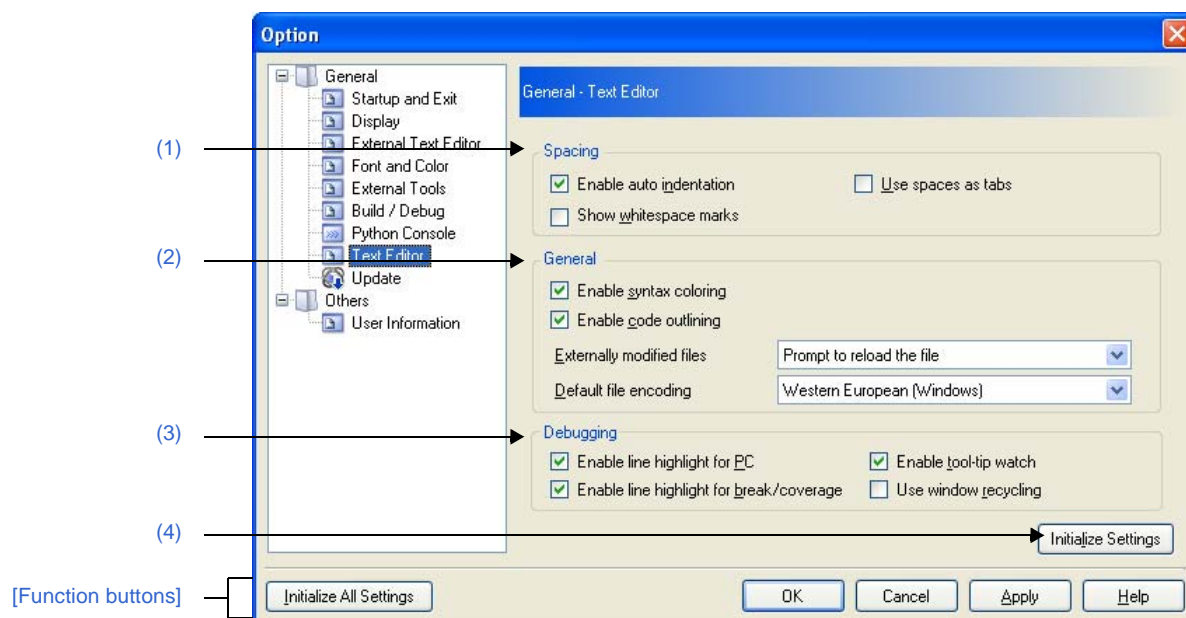 Option
General
Startup and Exit
Display
External Text Editor
Font and Color
External Tools
Build / Debug
Python Console
Text Editor
Update
Others
User Information
General - Text Editor
(1)
Spacing
Enable auto indentation
Use spaces as tabs
Show whitespace marks
(2)
General
Enable syntax coloring
Enable code outlining
Externally modified files
Prompt to reload the file
Default file encoding
Western European (Windows)
(3)
Debugging
Enable line highlight for PC
Enable tool-tip watch
Enable line highlight for break/coverage
Use window recycling
(4)
Initialize Settings
[Function buttons]
Initialize All Settings
OK
Cancel
Apply
Help